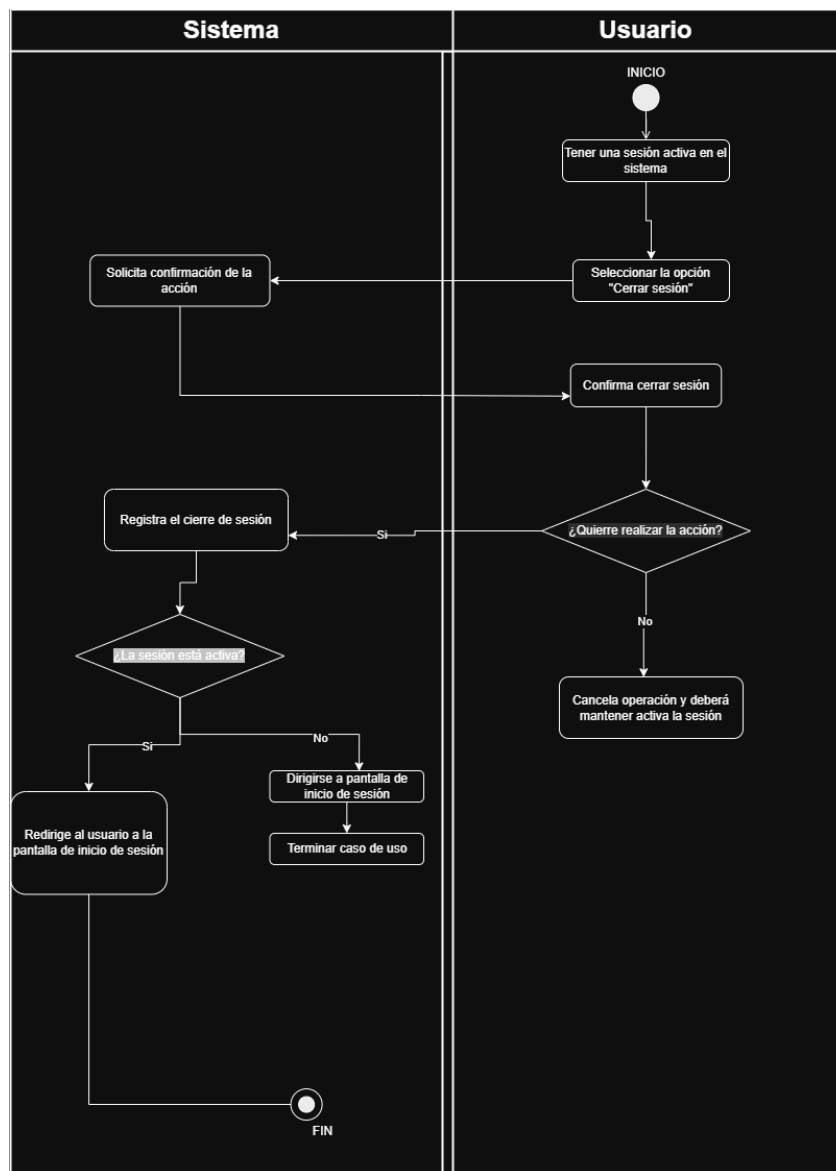 Sistema
Usuario
INICIO
Tener una sesión activa en el
sistema
Seleccionar la opción
"Cerrar sesión"
Solicita confirmación de la
acción
Confirma cerrar sesión
¿Quierre realizar la acción?
Si
Registra el cierre de sesión
No
¿La sesión está activa?
Cancela operación y deberá
mantener activa la sesión
Si
No
Dirigirse a pantalla de
inicio de sesión
Redirige al usuario a la
pantalla de inicio de sesión
Terminar caso de uso
FIN